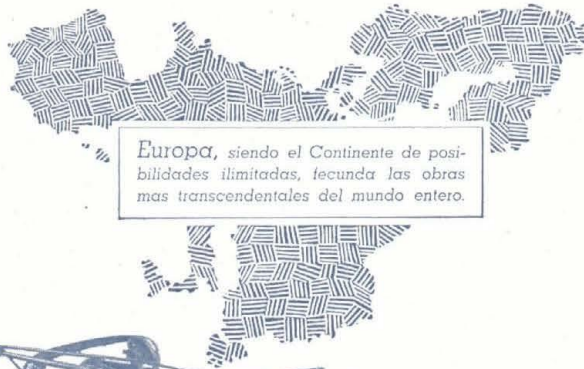 Europa, siendo el Continente de posi-
bilidades ilimitadas, fecunda las obras
mas transcendentales del mundo entero.